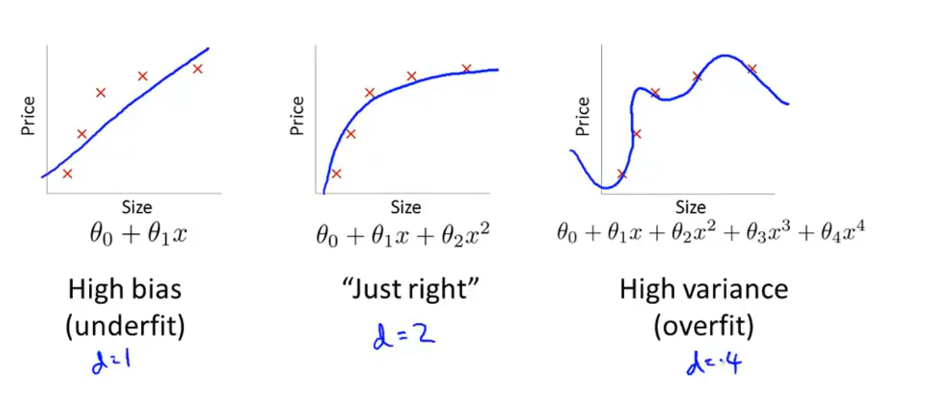 Price
Size
θ₀ + θ₁x
High bias
(underfit)
d=1
Price
Size
θ₀ + θ₁x + θ₂x²
“Just right”
d=2
Price
Size
θ₀ + θ₁x + θ₂x² + θ₃x³ + θ₄x⁴
High variance
(overfit)
d=4